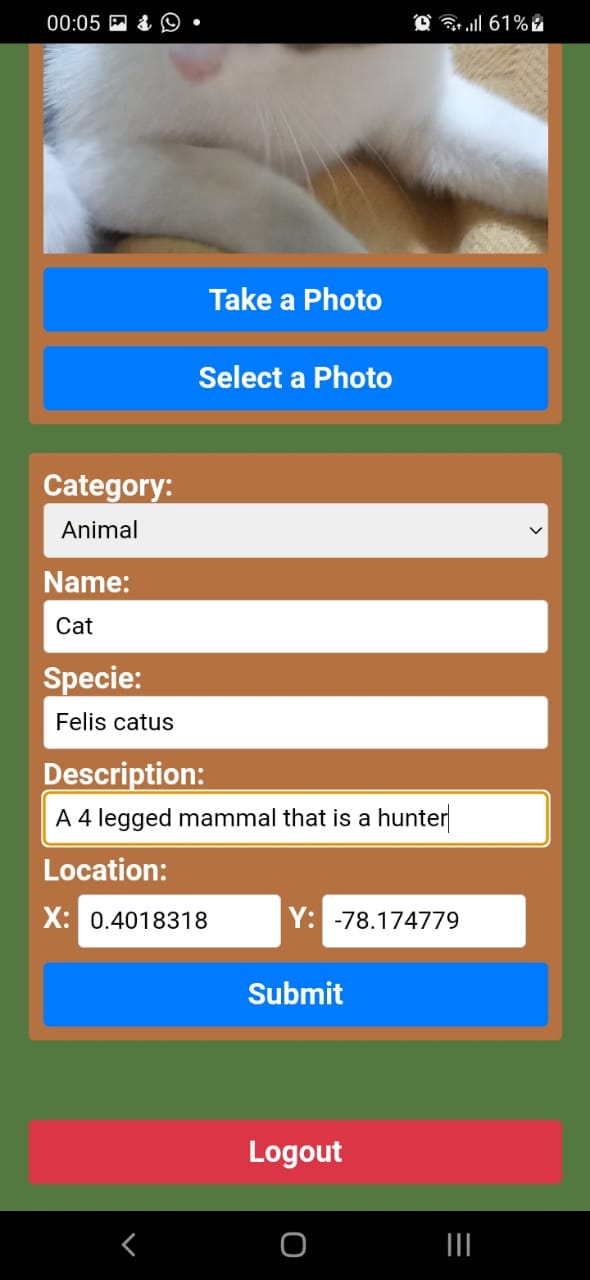 00:05 61%
Take a Photo
Select a Photo
Category:
Animal
Name:
Cat
Specie:
Felis catus
Description:
A 4 legged mammal that is a hunter
Location:
X: 0.4018318 Y: -78.174779
Submit
Logout